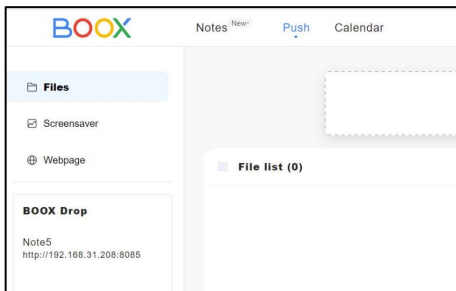 BOOX
Notes New·
Push
Calendar
Files
Screensaver
Webpage
File list (0)
BOOX Drop
Note5
http://192.168.31.208:8085